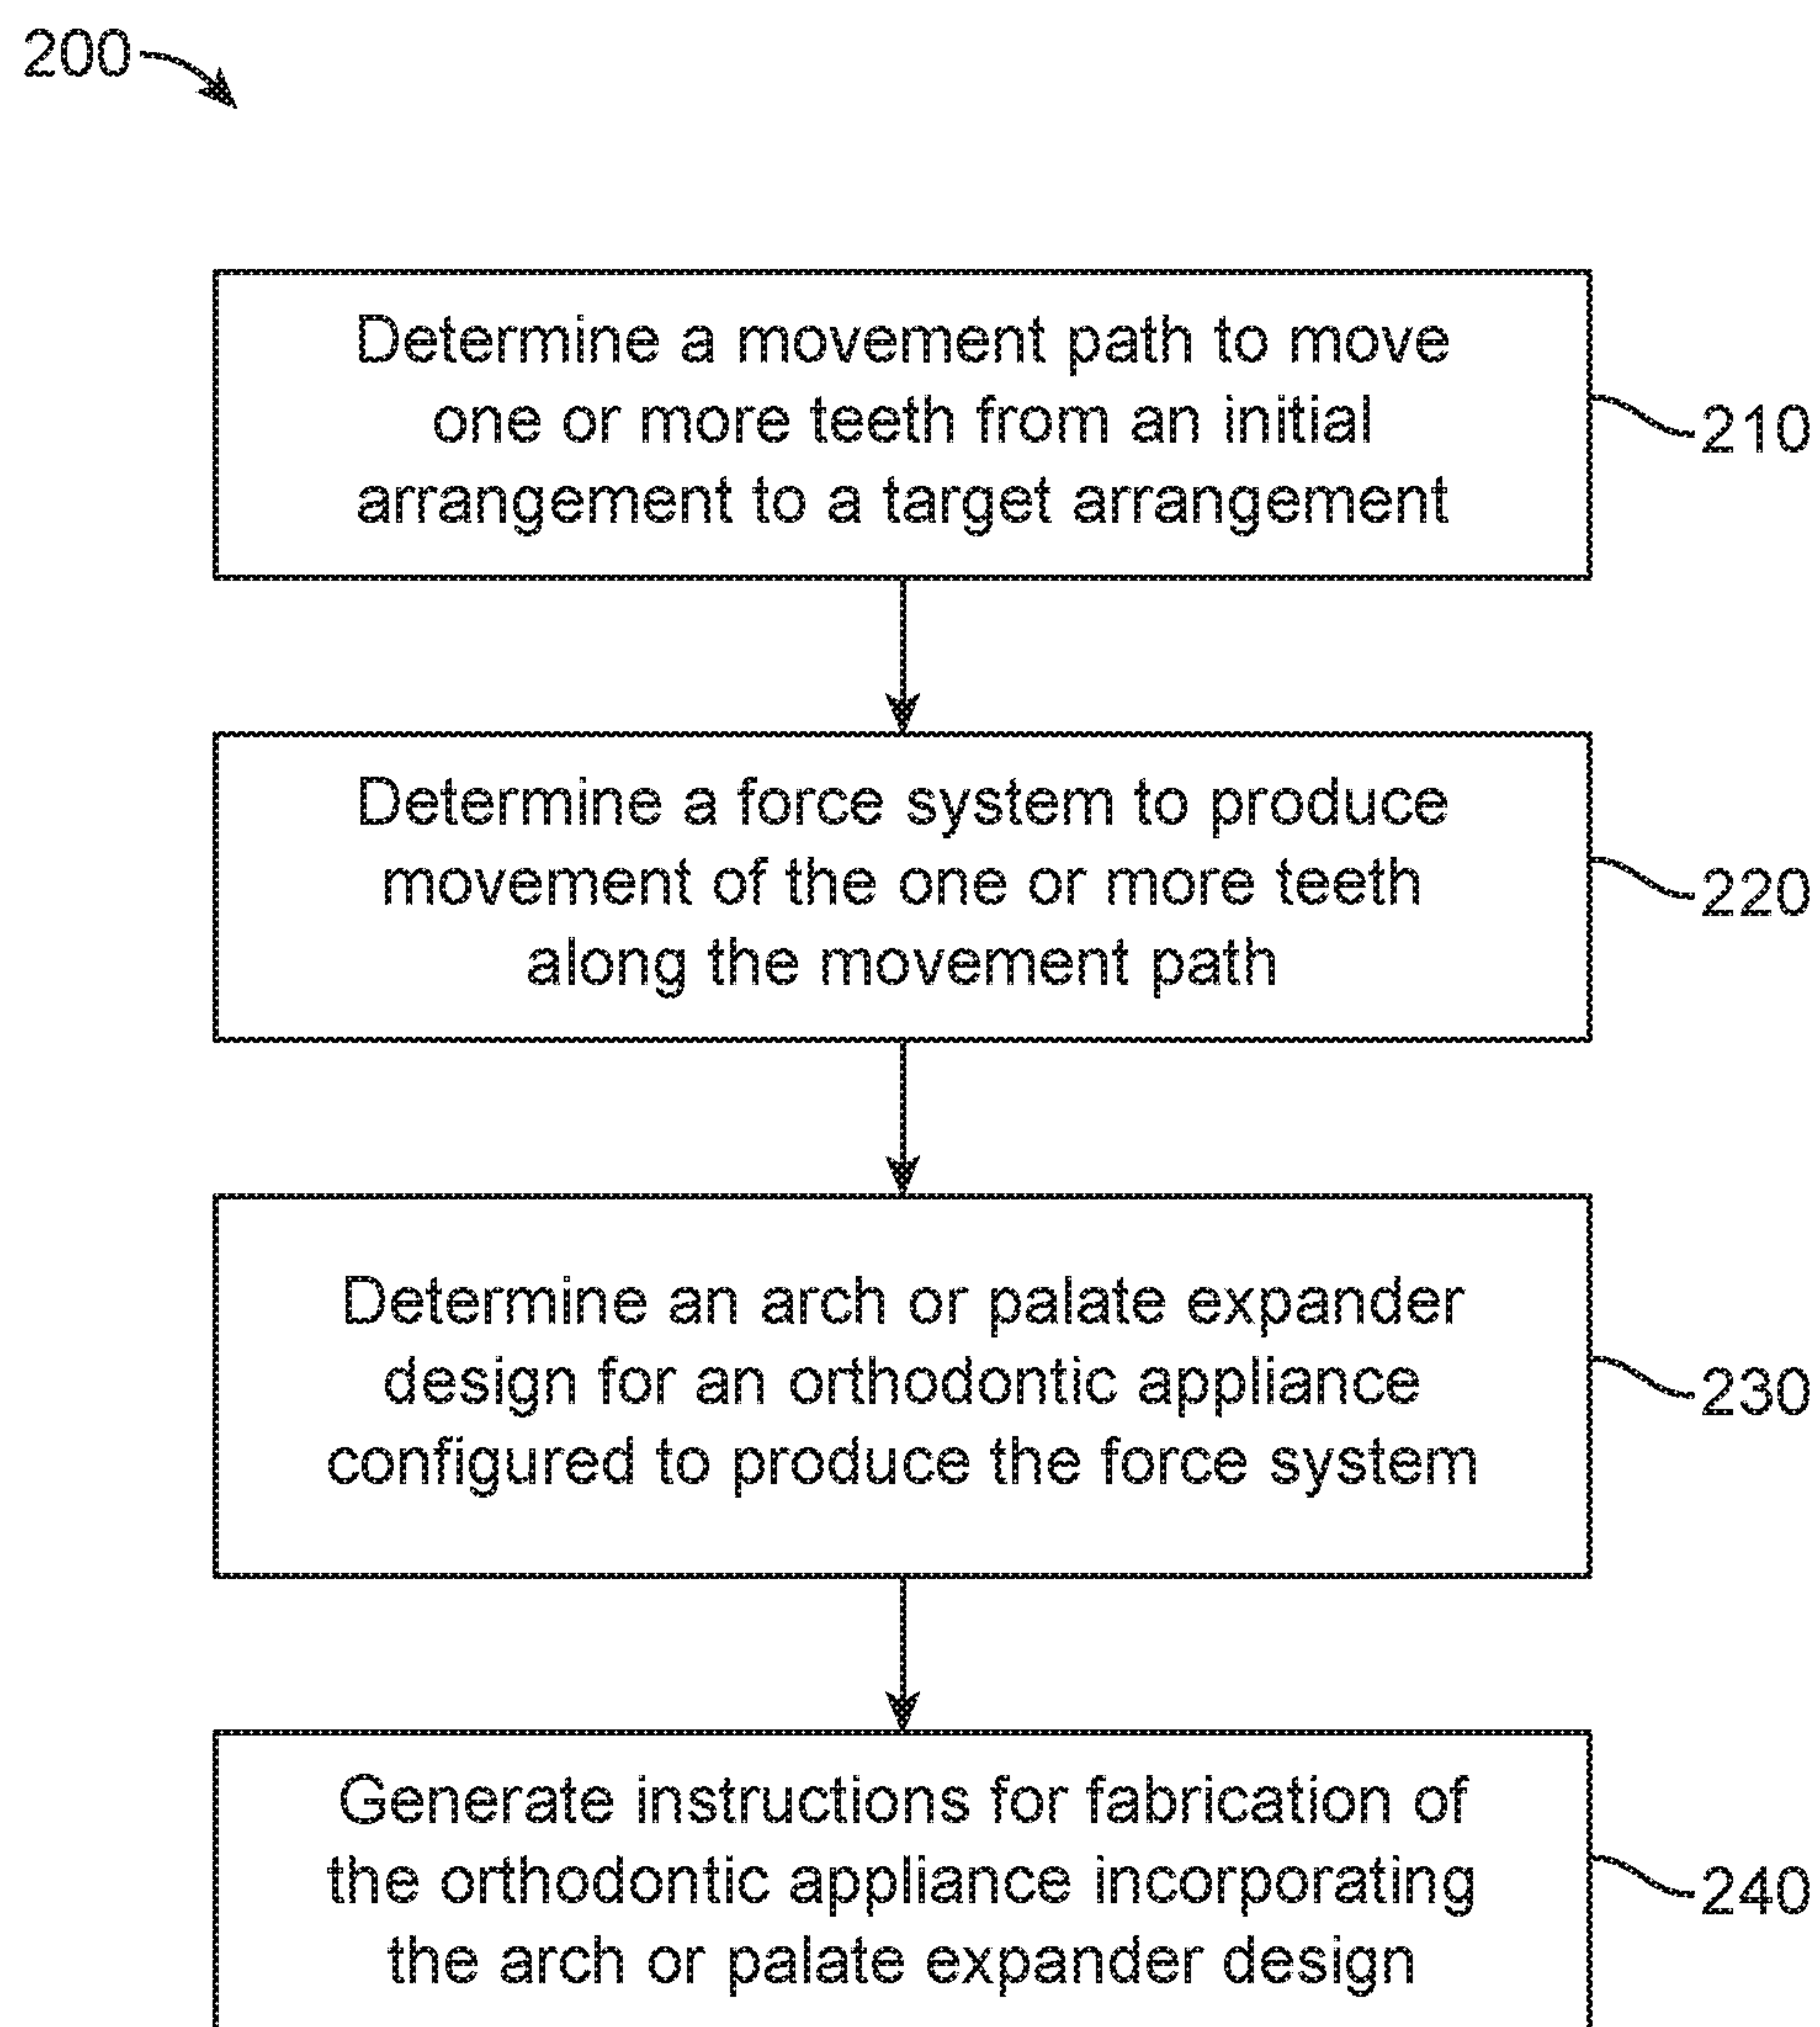 200
Determine a movement path to move
one or more teeth from an initial
arrangement to a target arrangement
210
Determine a force system to produce
movement of the one or more teeth
along the movement path
220
Determine an arch or palate expander
design for an orthodontic appliance
configured to produce the force system
230
Generate instructions for fabrication of
the orthodontic appliance incorporating
the arch or palate expander design
240